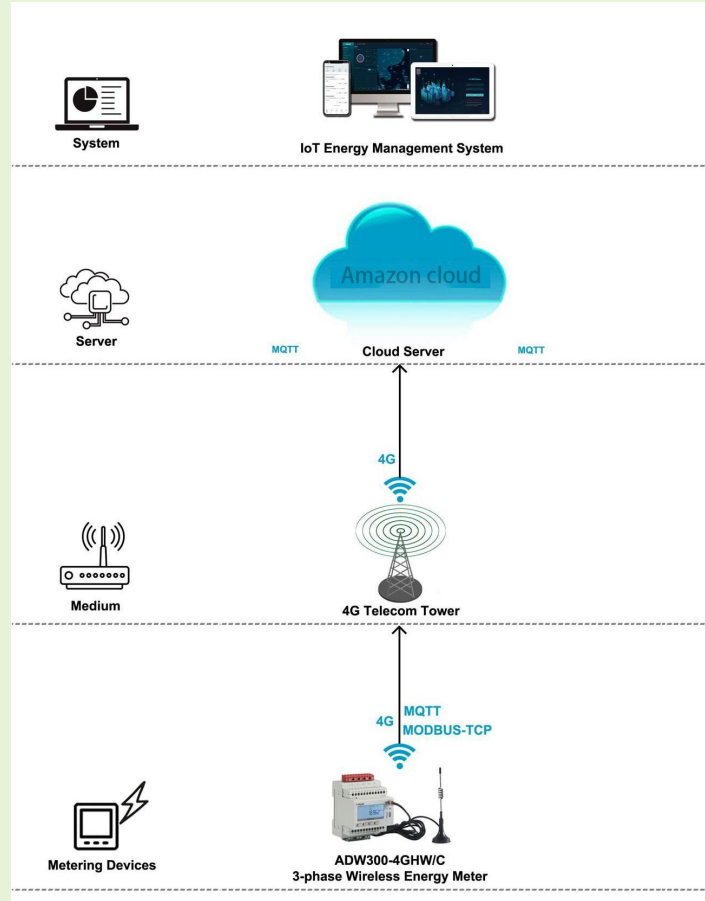 System
IoT Energy Management System
Amazon cloud
Server
MQTT
Cloud Server
MQTT
4G
Medium
4G Telecom Tower
4G
MQTT
MODBUS-TCP
Metering Devices
ADW300-4GHW/C
3-phase Wireless Energy Meter